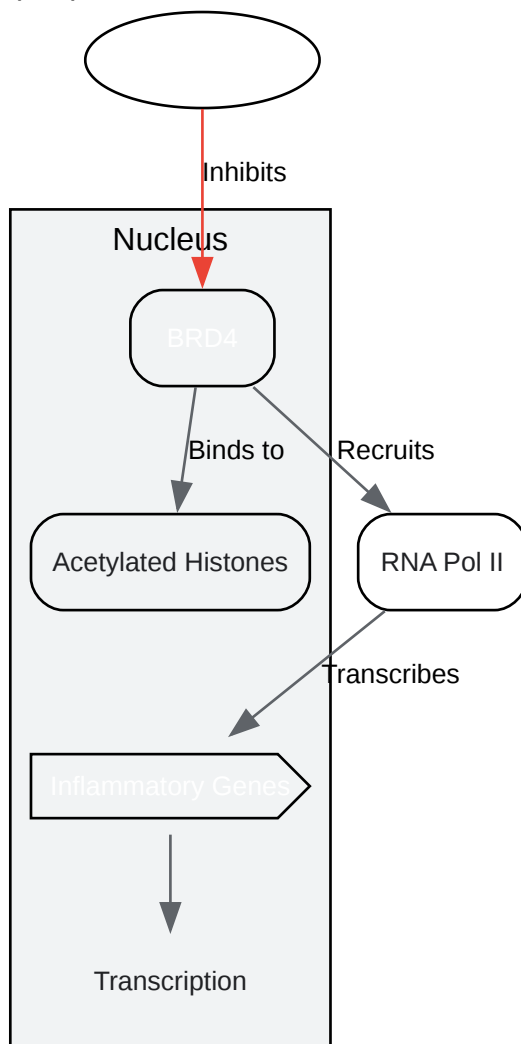 Inhibits
Nucleus
BRD4
Binds to
Recruits
Acetylated Histones
RNA Pol II
Transcribes
Inflammatory Genes
Transcription